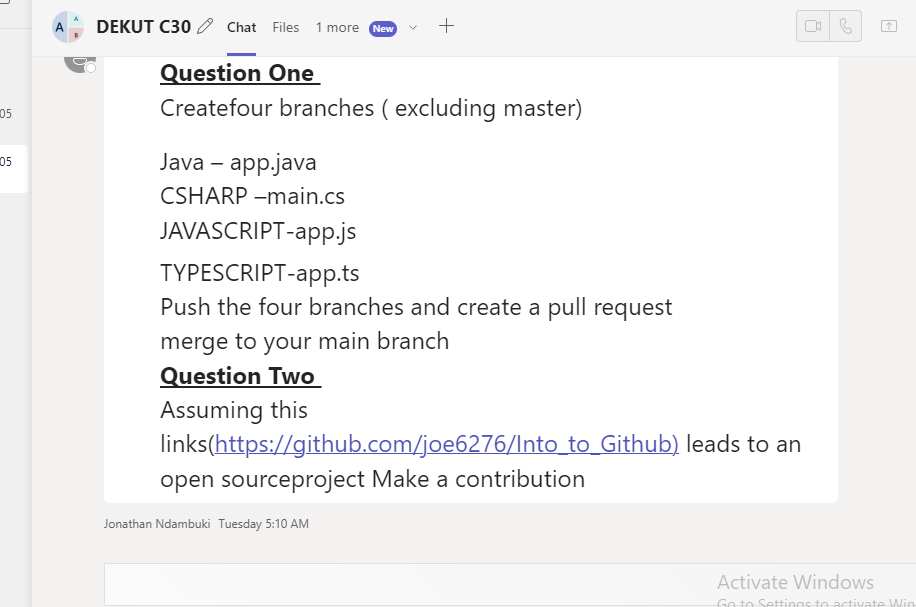 A A B DEKUT C30 Chat Files 1 more New
Question One
Createfour branches ( excluding master)
05
Java – app.java
05
CSHARP –main.cs
JAVASCRIPT-app.js
TYPESCRIPT-app.ts
Push the four branches and create a pull request
merge to your main branch
Question Two
Assuming this
links(https://github.com/joe6276/Into_to_Github) leads to an
open sourceproject Make a contribution
Jonathan Ndambuki Tuesday 5:10 AM
Activate Windows
Go to Settings to activate Win